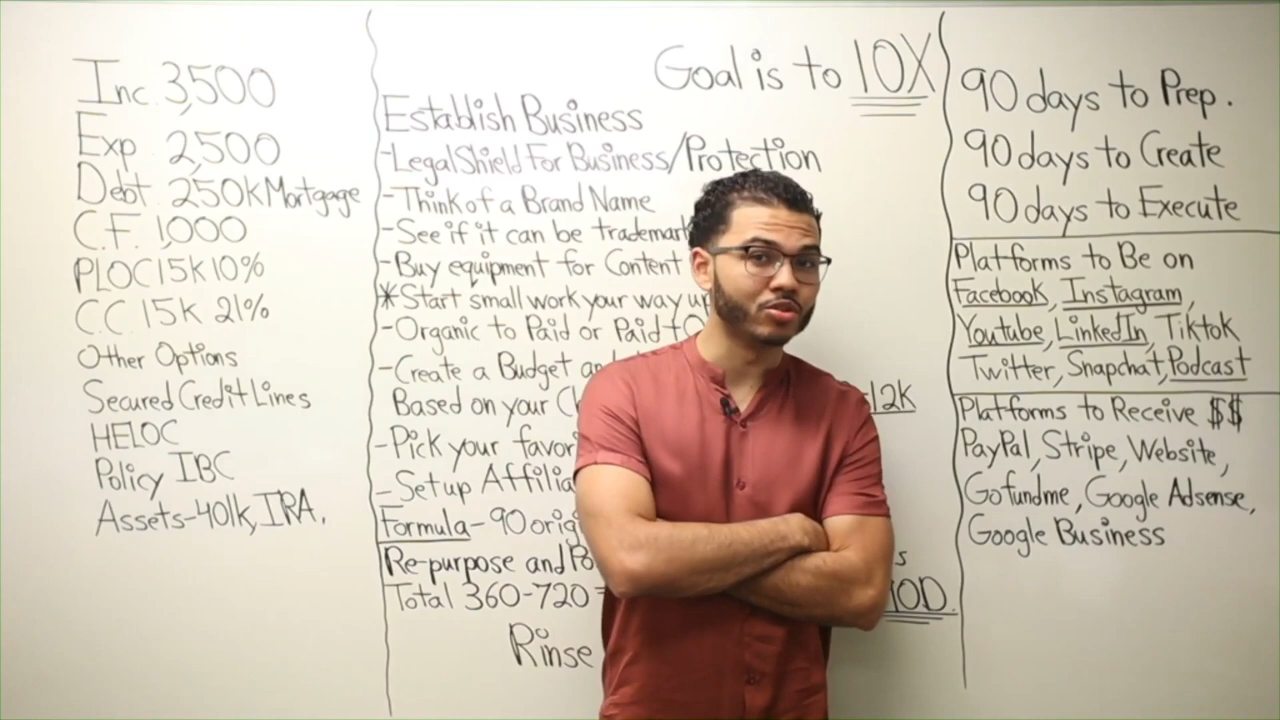 Inc. 3,500
Exp 2,500
Debt 250k Mortgage
C.F. 1,000
PLOC 15k 10%
C.C. 15k 21%
Other Options
Secured Credit Lines
HELOC
Policy IBC
Assets-401k, IRA,
Goal is to 10X
Establish Business
-LegalShield For Business/Protection
-Think of a Brand Name
-See if it can be trademark
-Buy equipment for Content
*Start small work your way up
-Organic to Paid or Paid to
-Create a Budget
Based on your 12K
-Pick your
-Set up
Formula-90
Re-purpose and
Total 360-720=
Rinse
90 days to Prep.
90 days to Create
90 days to Execute
Platforms to Be on
Facebook, Instagram,
Youtube, LinkedIn, Tiktok
Twitter, Snapchat, Podcast
Platforms to Receive $$
PayPal, Stripe, Website,
Gofundme, Google Adsense,
Google Business